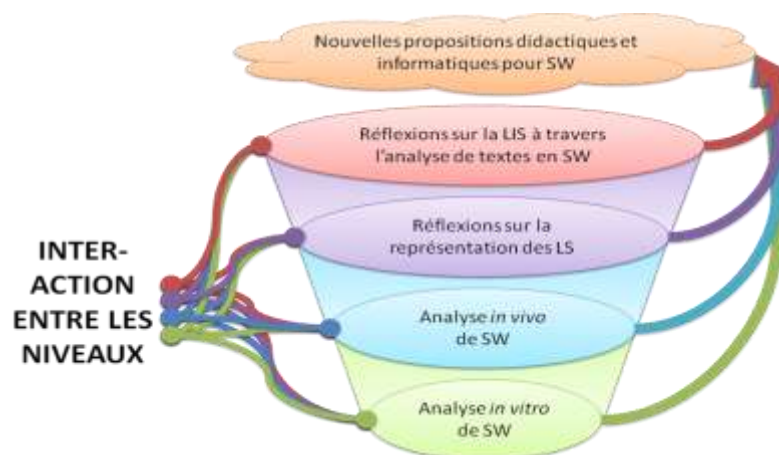 Nouvelles propositions didactiques et
informatiques pour SW
Réflexions sur la LIS à travers
l'analyse de textes en SW
Réflexions sur la
représentation des LS
INTER-
ACTION
ENTRE LES
NIVEAUX
Analyse in vivo
de SW
Analyse in vitro
de SW